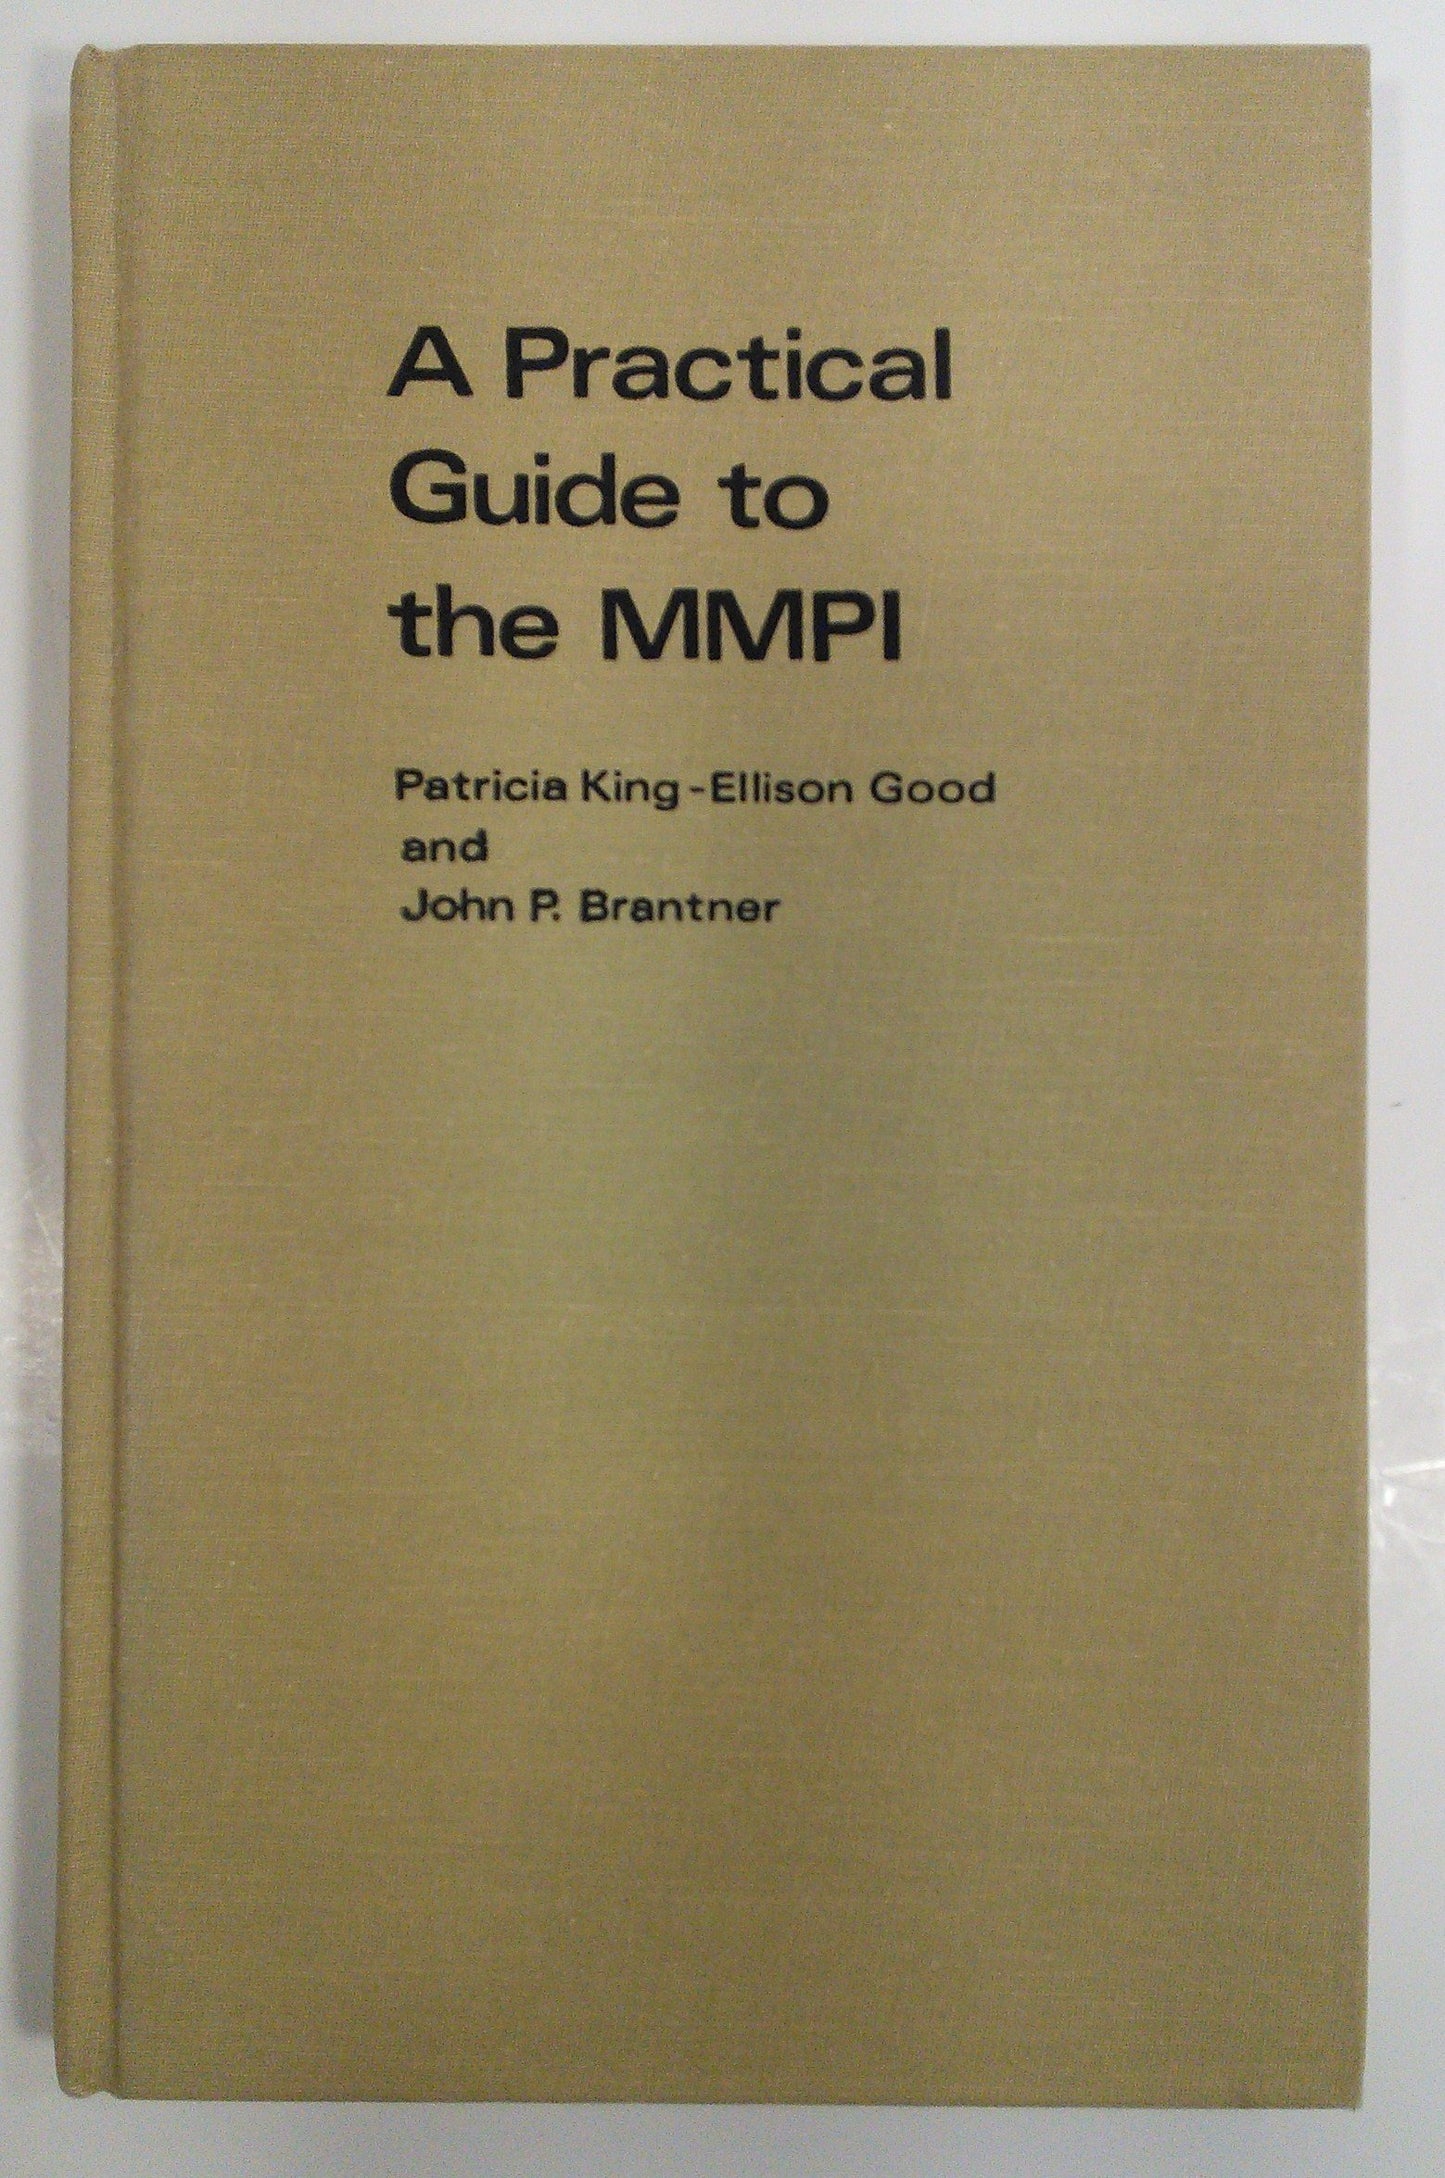 A Practical
Guide to
the MMPI
Patricia King-Ellison Good
and
John P. Brantner